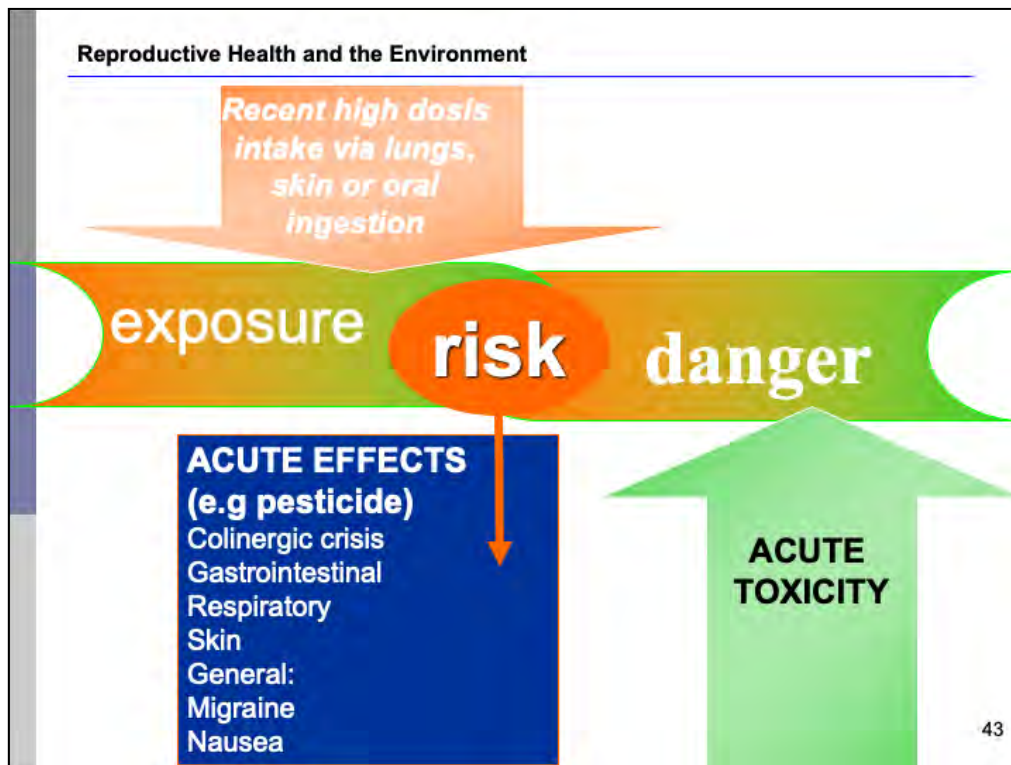 Reproductive Health and the Environment
Recent high dosis
intake via lungs,
skin or oral
ingestion
exposure
risk
danger
ACUTE EFFECTS
(e.g pesticide)
Colinergic crisis
Gastrointestinal
Respiratory
Skin
General:
Migraine
Nausea
ACUTE
TOXICITY
43